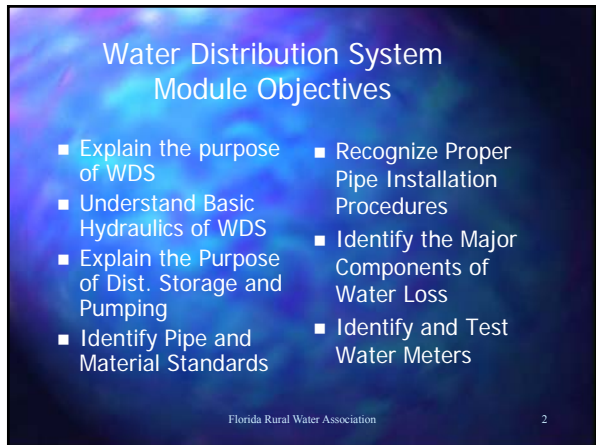 Water Distribution System
Module Objectives
■ Explain the purpose
of WDS
■ Understand Basic
Hydraulics of WDS
■ Explain the Purpose
of Dist. Storage and
Pumping
■ Identify Pipe and
Material Standards
■ Recognize Proper
Pipe Installation
Procedures
■ Identify the Major
Components of
Water Loss
■ Identify and Test
Water Meters
Florida Rural Water Association 2